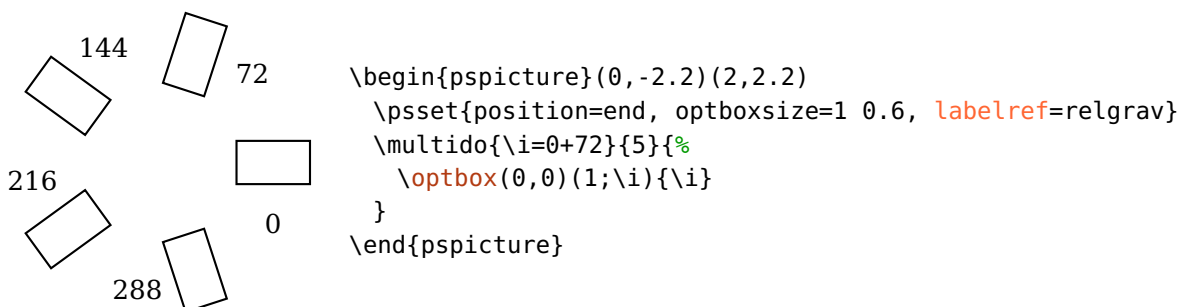 144
72
216
0
288
\begin{pspicture}(0,-2.2)(2,2.2)
  \psset{position=end, optboxsize=1 0.6, labelref=relgrav}
  \multido{\i=0+72}{5}{%
    \optbox(0,0)(1;\i){\i}
  }
\end{pspicture}